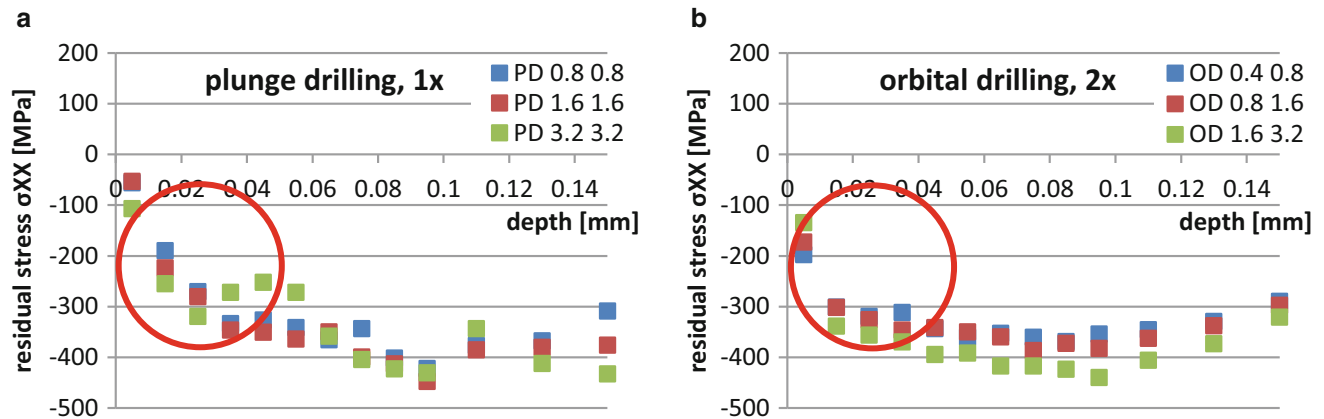 a
200
100
0
-100
-200
-300
-400
-500
residual stress σXX [MPa]
plunge drilling, 1x
PD 0.8 0.8
PD 1.6 1.6
PD 3.2 3.2
0 0.02 0.04 0.06 0.08 0.1 0.12 0.14
depth [mm]
b
200
100
0
-100
-200
-300
-400
-500
residual stress σXX [MPa]
orbital drilling, 2x
OD 0.4 0.8
OD 0.8 1.6
OD 1.6 3.2
0 0.02 0.04 0.06 0.08 0.1 0.12 0.14
depth [mm]